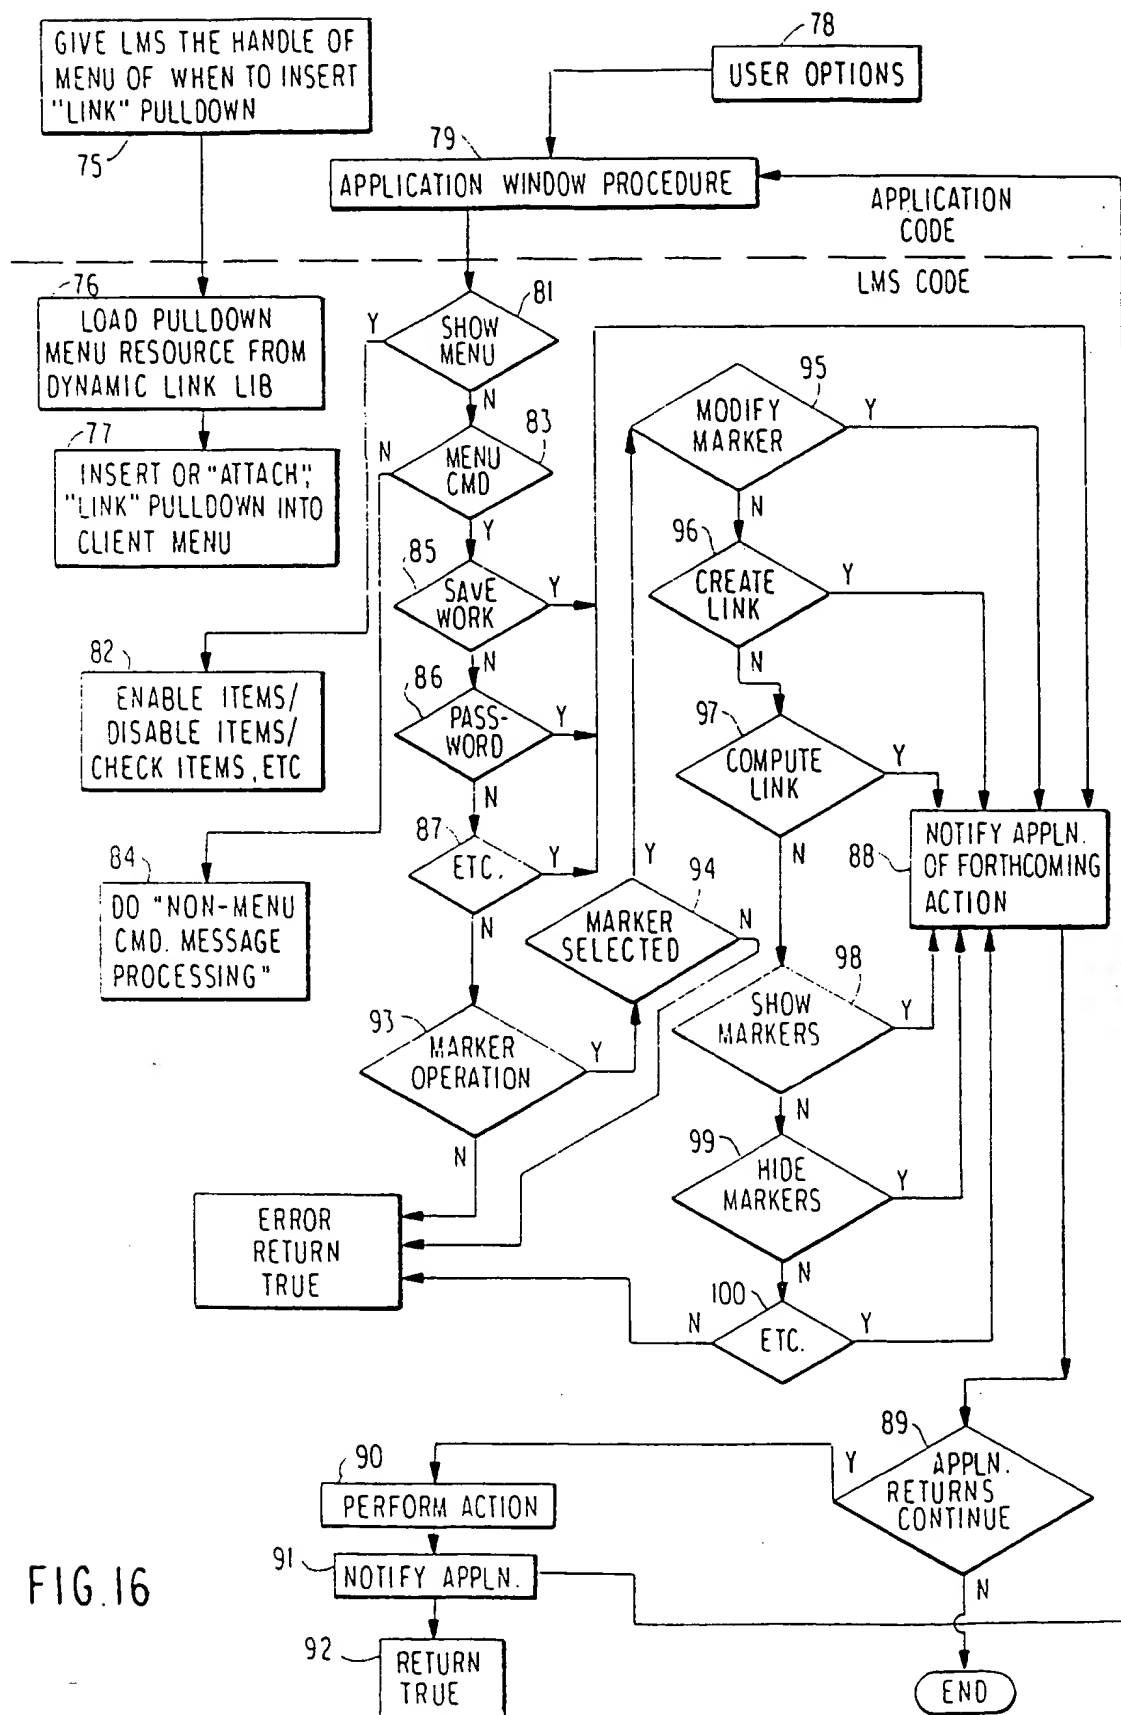 GIVE LMS THE HANDLE OF
MENU OF WHEN TO INSERT
"LINK" PULLDOWN
75
78
USER OPTIONS
79
APPLICATION WINDOW PROCEDURE
APPLICATION
CODE
LMS CODE
76
LOAD PULLDOWN
MENU RESOURCE FROM
DYNAMIC LINK LIB
77
INSERT OR "ATTACH",
"LINK" PULLDOWN INTO
CLIENT MENU
81
Y
SHOW
MENU
N
83
N
MENU
CMD
Y
85
SAVE
WORK
Y
N
82
ENABLE ITEMS/
DISABLE ITEMS/
CHECK ITEMS, ETC
86
PASS-
WORD
Y
N
84
DO "NON-MENU
CMD. MESSAGE
PROCESSING"
87
ETC.
Y
N
93
MARKER
OPERATION
Y
N
94
Y
MARKER
SELECTED
N
ERROR
RETURN
TRUE
95
MODIFY
MARKER
Y
N
96
CREATE
LINK
Y
N
97
COMPUTE
LINK
Y
N
88
NOTIFY APPLN.
OF FORTHCOMING
ACTION
98
SHOW
MARKERS
Y
N
99
HIDE
MARKERS
Y
N
100
N
ETC.
Y
89
Y
APPLN.
RETURNS
CONTINUE
N
90
PERFORM ACTION
91
NOTIFY APPLN.
92
RETURN
TRUE
END
FIG.16